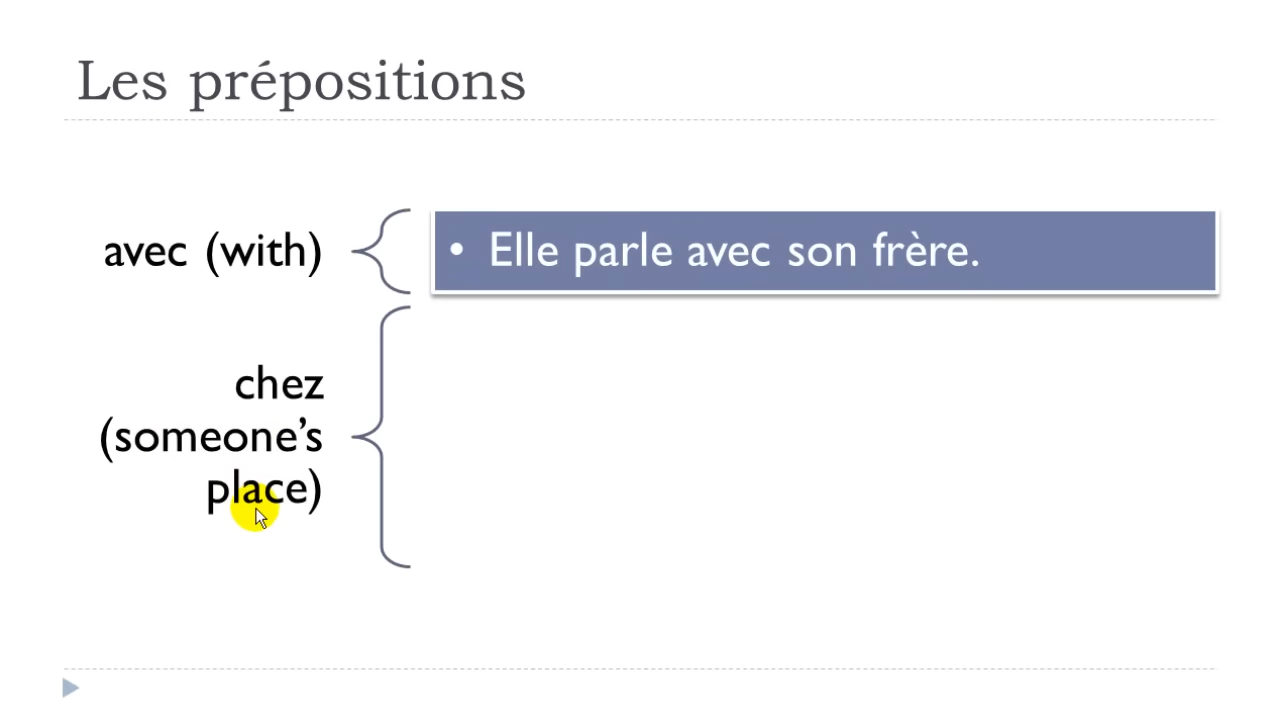 Les prépositions
avec (with)
• Elle parle avec son frère.
chez
(someone’s
place)